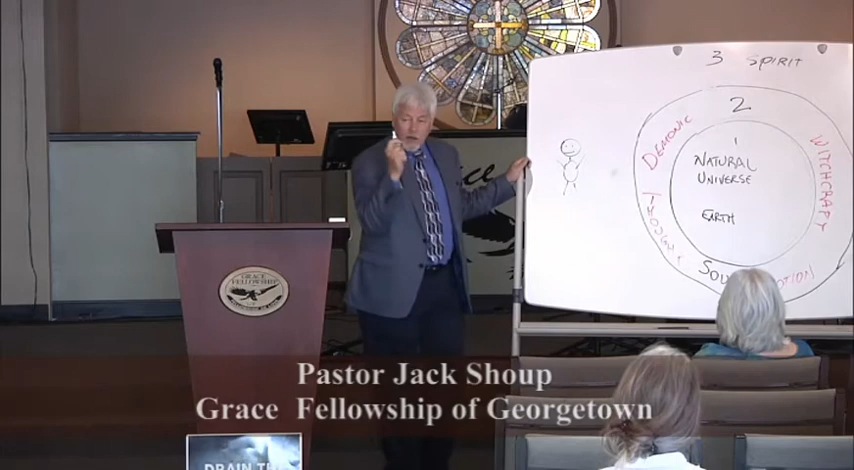 3 SPIRIT
2
DEMONIC
WITCHCRAFT
1
NATURAL
UNIVERSE
EARTH
THOUGHT
GRACE
FELLOWSHIP
Pastor Jack Shoup
Grace Fellowship of Georgetown
DRAIN THE